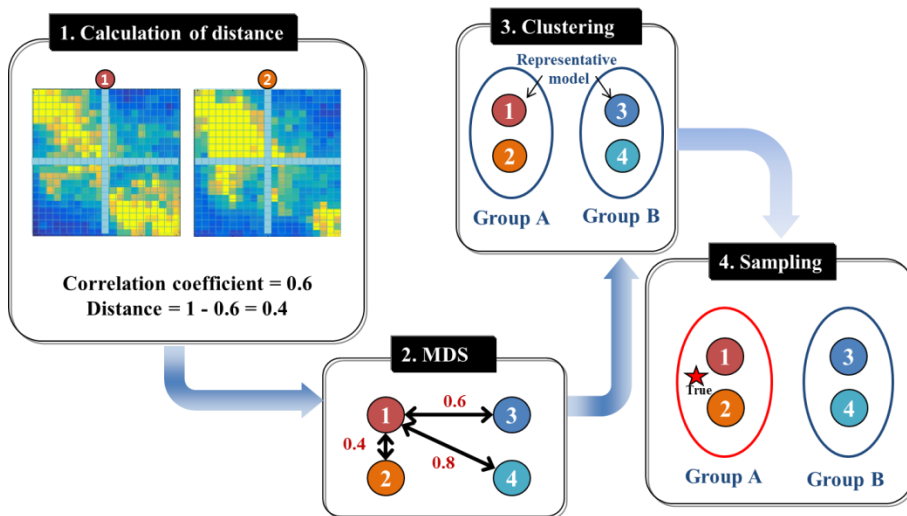 1. Calculation of distance
1
2
Correlation coefficient = 0.6
Distance = 1 - 0.6 = 0.4
2. MDS
1
0.6
3
0.4
0.8
2
4
3. Clustering
Representative
model
1
3
2
4
Group A
Group B
4. Sampling
1
3
True
2
4
Group A
Group B